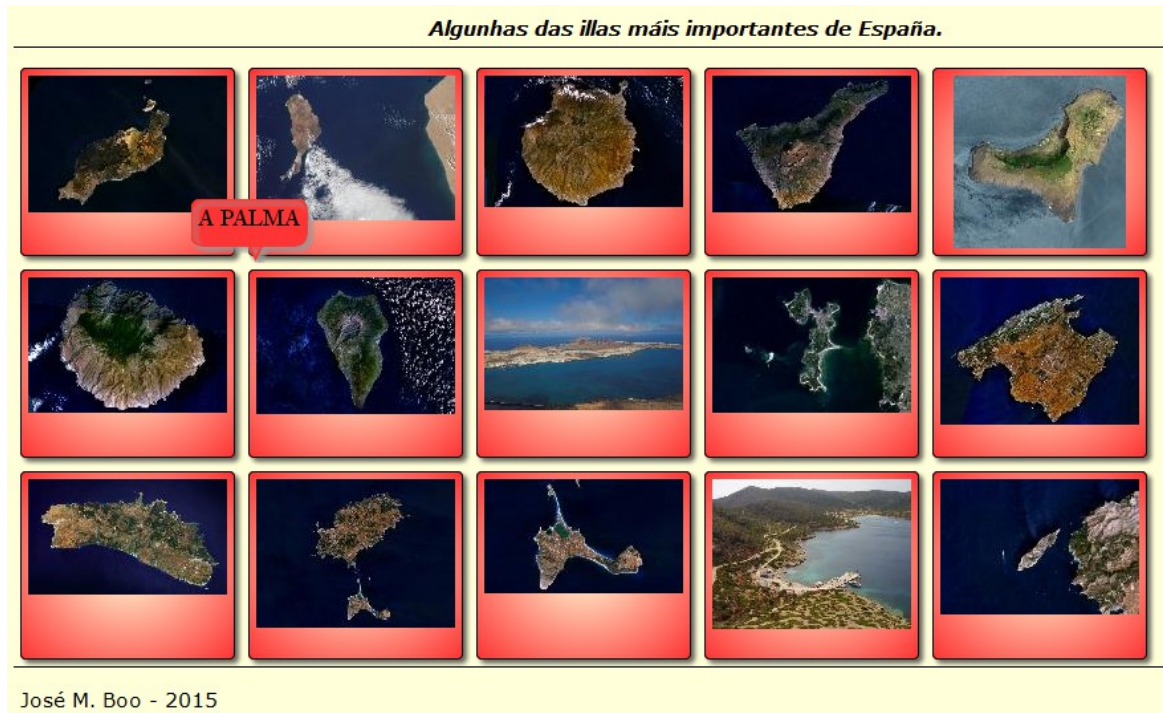 Algunhas das illas máis importantes de España.
A PALMA
José M. Boo - 2015